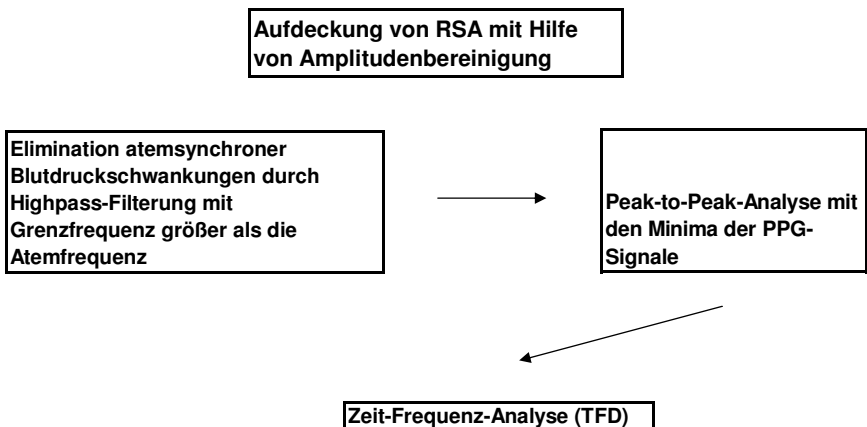 Aufdeckung von RSA mit Hilfe
von Amplitudenbereinigung
Elimination atemsynchroner
Blutdruckschwankungen durch
Highpass-Filterung mit
Grenzfrequenz größer als die
Atemfrequenz
Peak-to-Peak-Analyse mit
den Minima der PPG-
Signale
Zeit-Frequenz-Analyse (TFD)